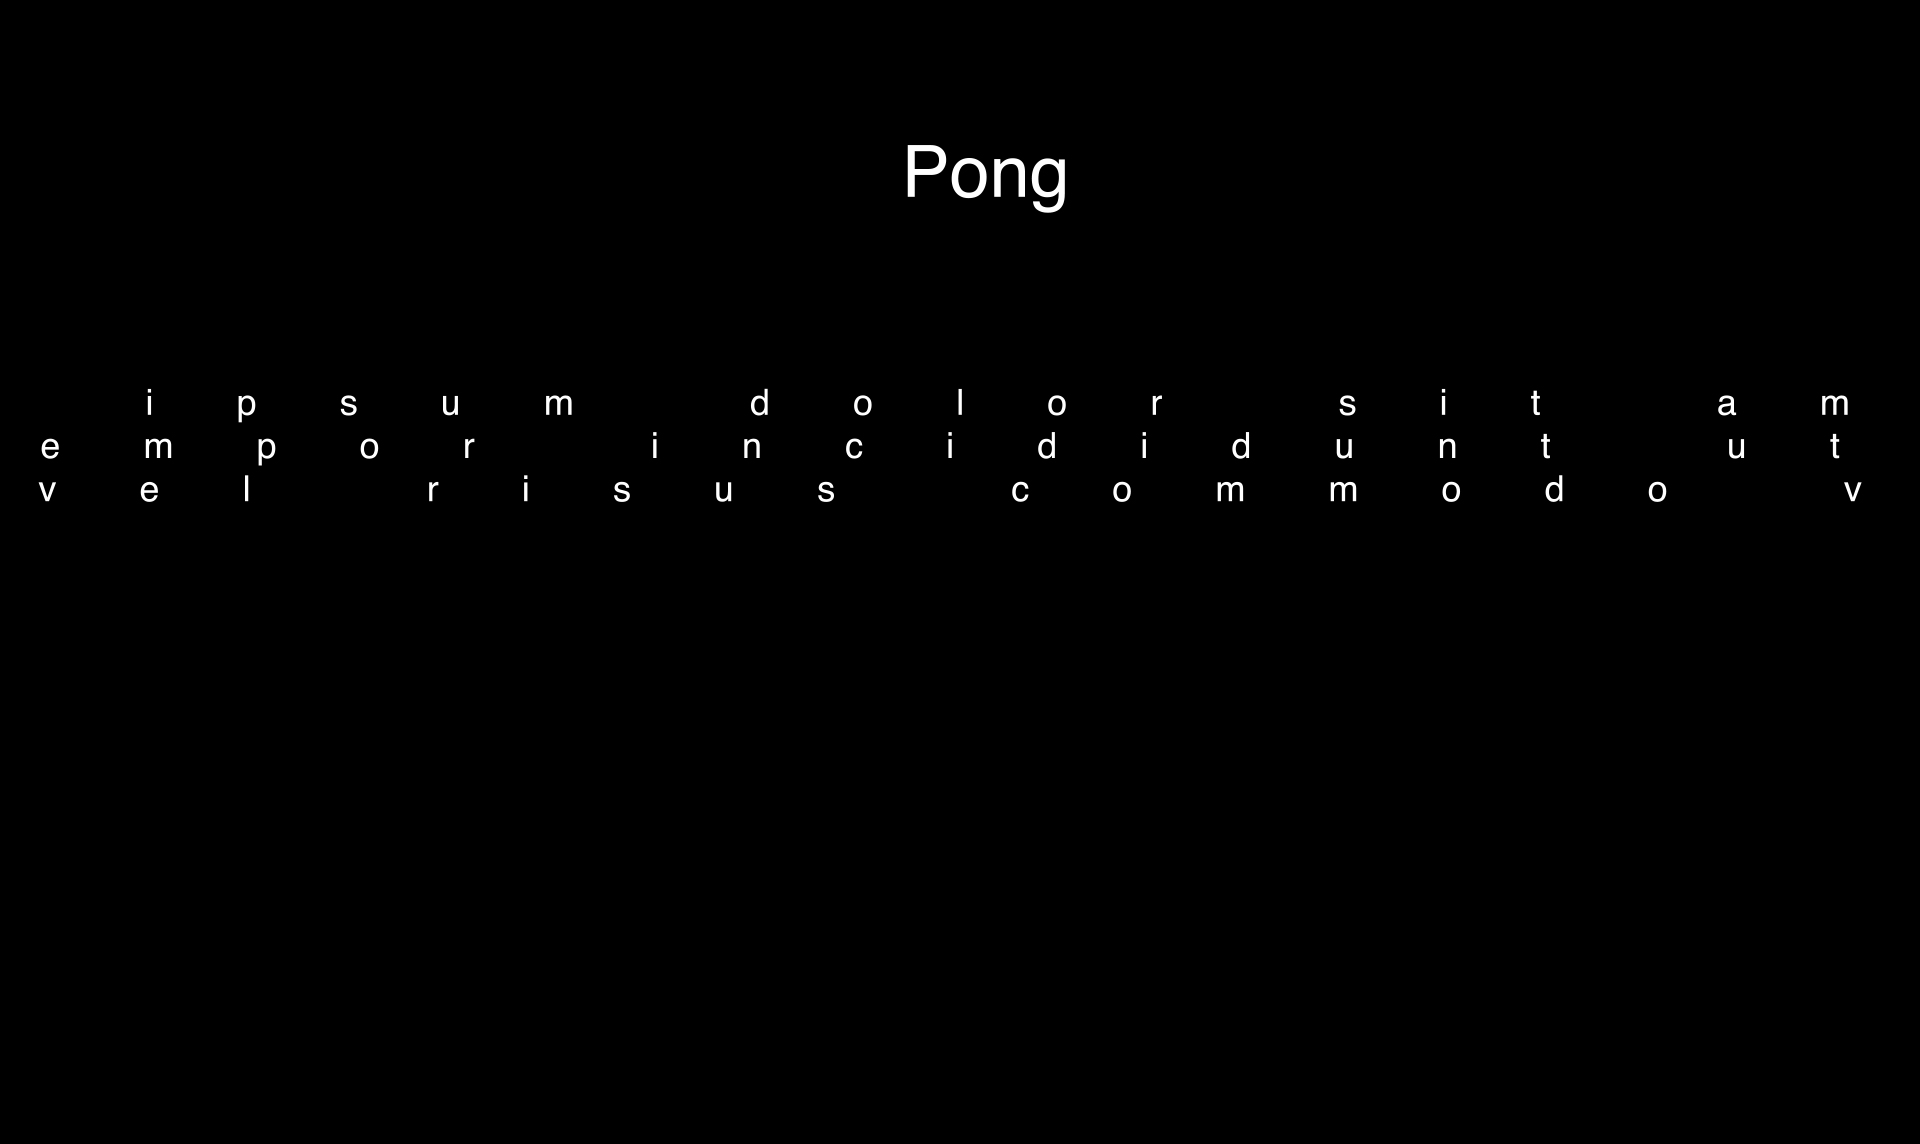 Pong
i p s u m   d o l o r   s i t   a m
e m p o r   i n c i d i d u n t   u t
v e l   r i s u s   c o m m o d o   v